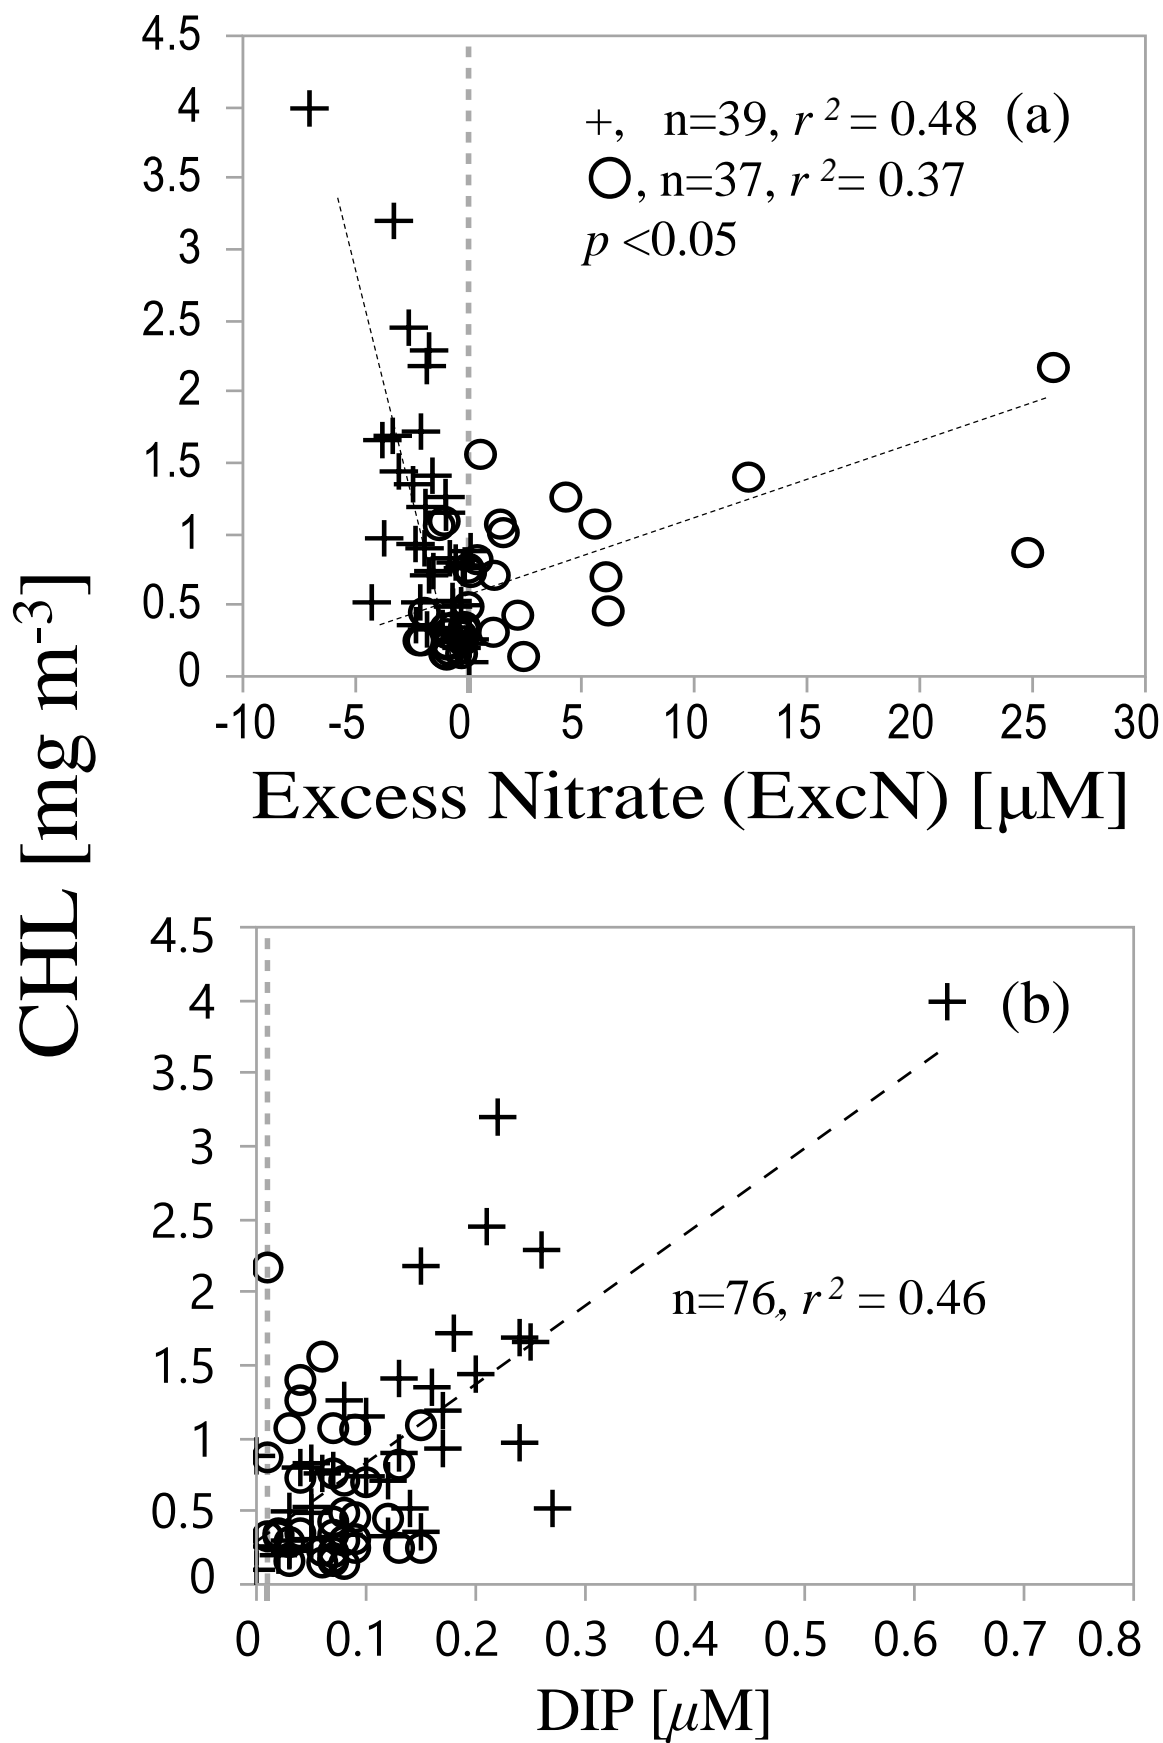 CHL [mg m-3]
4.5
4
3.5
3
2.5
2
1.5
1
0.5
0
+, n=39, r 2 = 0.48 (a)
, n=37, r 2= 0.37
p <0.05
-10 -5 0 5 10 15 20 25 30
Excess Nitrate (ExcN) [μM]
4.5
4
3.5
3
2.5
2
1.5
1
0.5
0
(b)
n=76, r 2 = 0.46
0 0.1 0.2 0.3 0.4 0.5 0.6 0.7 0.8
DIP [μM]